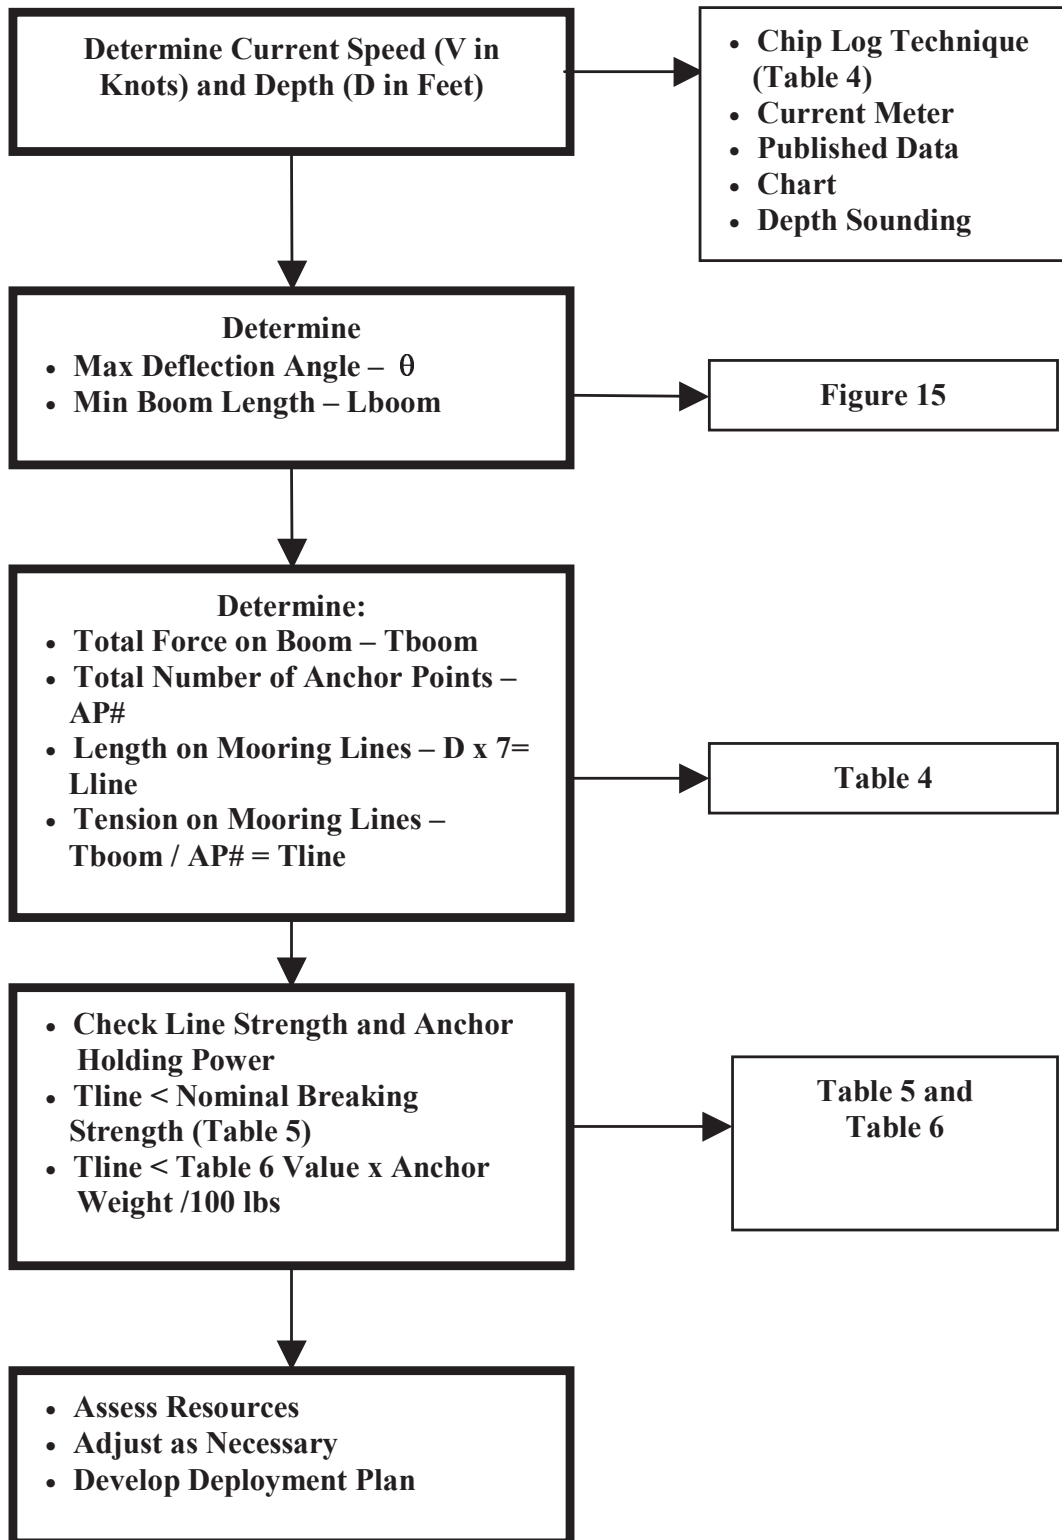 Determine Current Speed (V in
Knots) and Depth (D in Feet)
• Chip Log Technique
(Table 4)
• Current Meter
• Published Data
• Chart
• Depth Sounding
Determine
• Max Deflection Angle – θ
• Min Boom Length – Lboom
Figure 15
Determine:
• Total Force on Boom – Tboom
• Total Number of Anchor Points –
AP#
• Length on Mooring Lines – D x 7=
Lline
• Tension on Mooring Lines –
Tboom / AP# = Tline
Table 4
• Check Line Strength and Anchor
Holding Power
• Tline < Nominal Breaking
Strength (Table 5)
• Tline < Table 6 Value x Anchor
Weight /100 lbs
Table 5 and
Table 6
• Assess Resources
• Adjust as Necessary
• Develop Deployment Plan